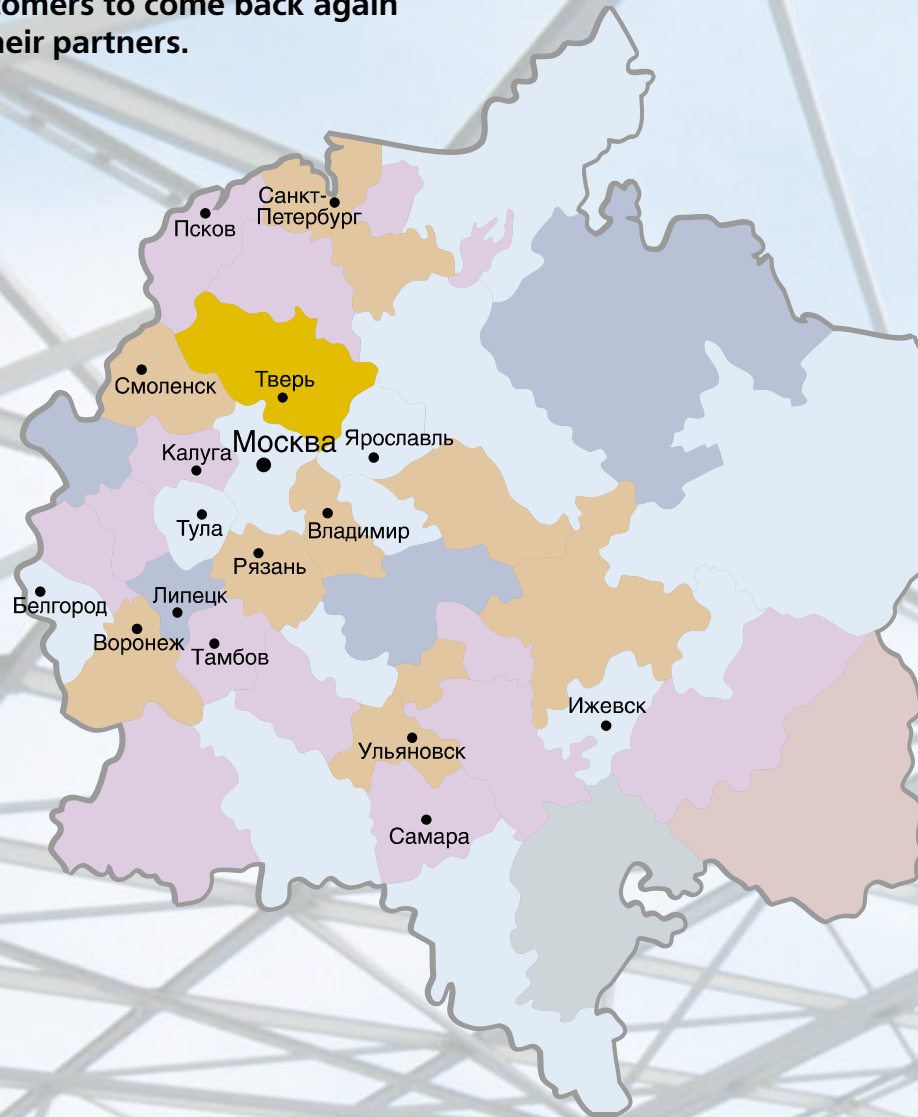 tomers to come back again
heir partners.
Санкт-
Петербург
Псков
Смоленск
Тверь
Москва
Ярославль
Калуга
Тула
Владимир
Рязань
Белгород
Липецк
Воронеж
Тамбов
Ижевск
Ульяновск
Самара